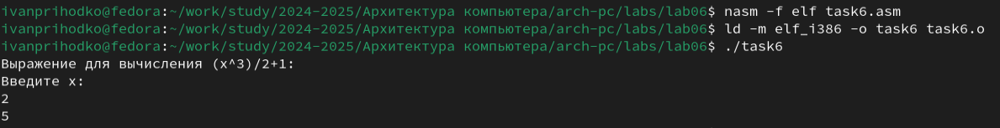 ivanprihodko@fedora:~/work/study/2024-2025/Архитектура компьютера/arch-pc/labs/lab06$ nasm -f elf task6.asm
ivanprihodko@fedora:~/work/study/2024-2025/Архитектура компьютера/arch-pc/labs/lab06$ ld -m elf_i386 -o task6 task6.o
ivanprihodko@fedora:~/work/study/2024-2025/Архитектура компьютера/arch-pc/labs/lab06$ ./task6
Выражение для вычисления (x^3)/2+1:
Введите x:
2
5